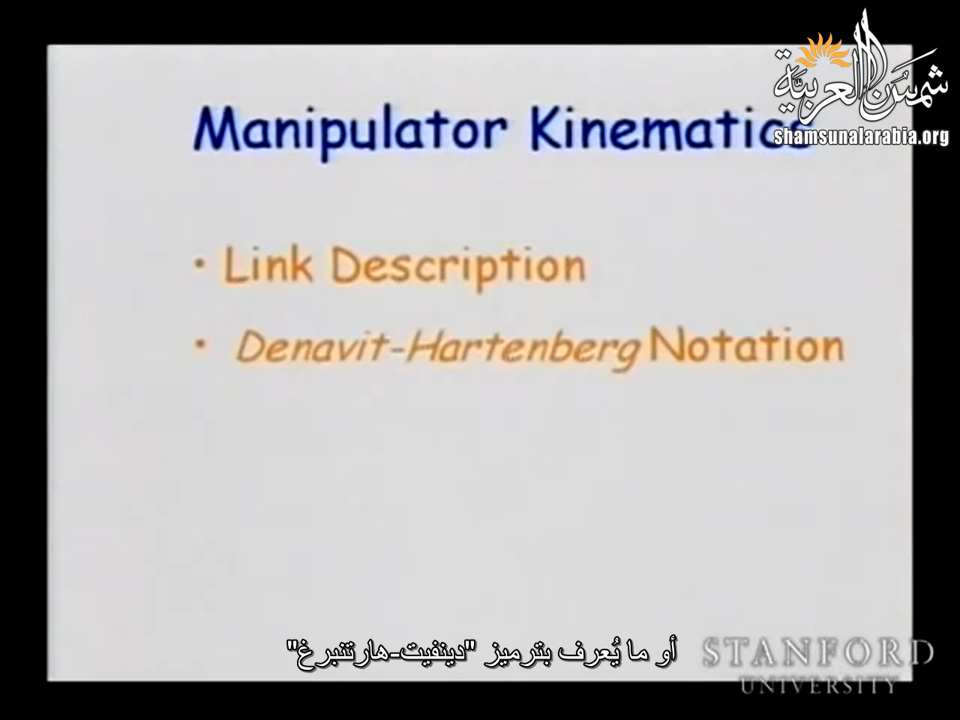 شمس العربية
shamsunalarabia.org
Manipulator Kinematics
• Link Description
• Denavit-Hartenberg Notation
أو ما يُعرف بترميز "دينفيت-هارتنبرغ"
STANFORD
UNIVERSITY